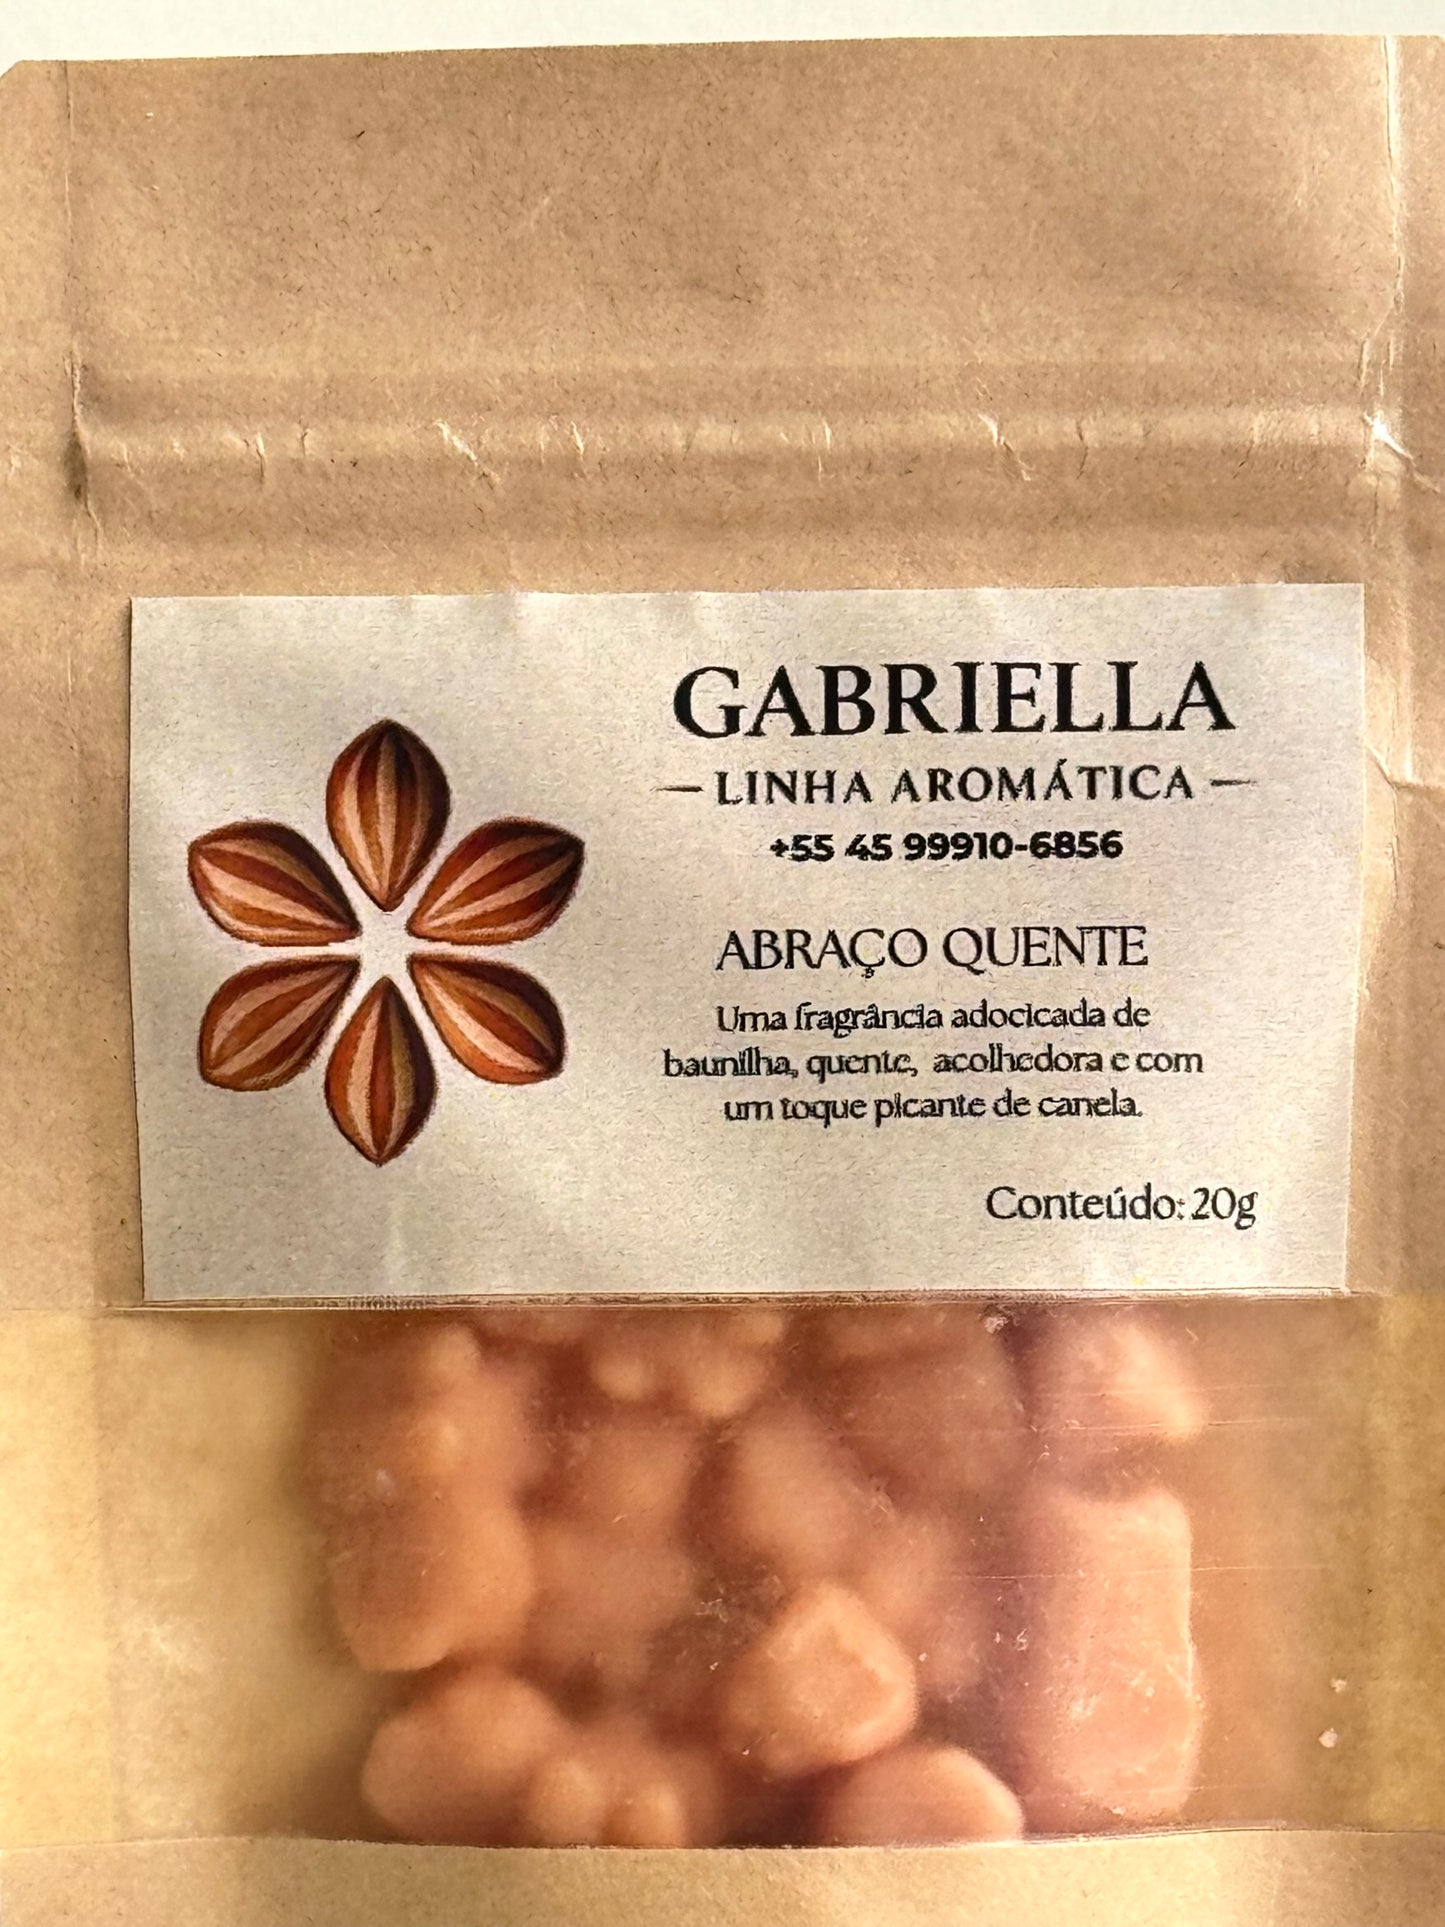 GABRIELLA
— LINHA AROMÁTICA —
+55 45 99910-6856
ABRAÇO QUENTE
Uma fragrância adocicada de
baunilha, quente, acolhedora e com
um toque picante de canela.
Conteúdo: 20g